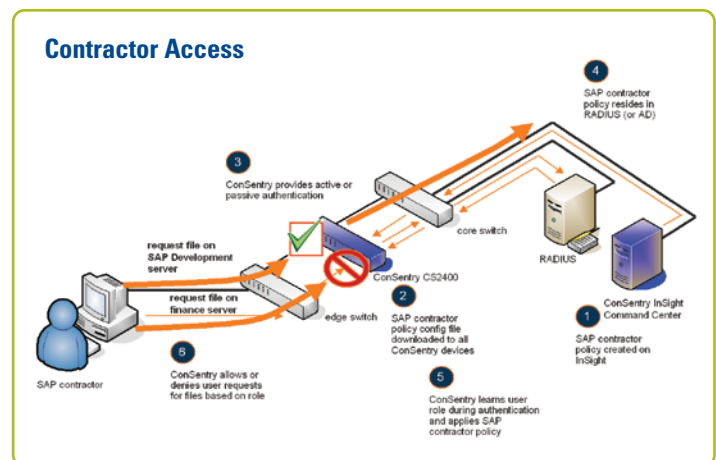 Contractor Access
4
SAP contractor
policy resides in
RADIUS (or AD)
3
ConSentry provides active or
passive authentication
core switch
RADIUS
request file on
SAP Development
server
ConSentry CS2400
request file on
finance server
edge switch
2
SAP contractor
policy config file
downloaded to all
ConSentry devices
ConSentry InSight
Command Center
1
SAP contractor
policy created on
InSight
SAP contractor
6
ConSentry allows or
denies user requests
for files based on role
5
ConSentry learns user
role during authentication
and applies SAP
contractor policy